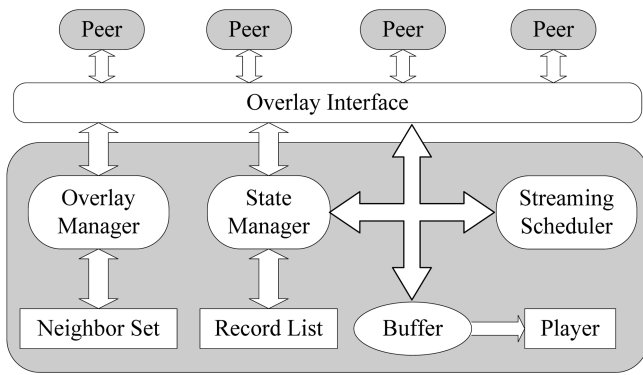 Peer Peer Peer Peer
Overlay Interface
Overlay
Manager
State
Manager
Streaming
Scheduler
Neighbor Set
Record List
Buffer
Player